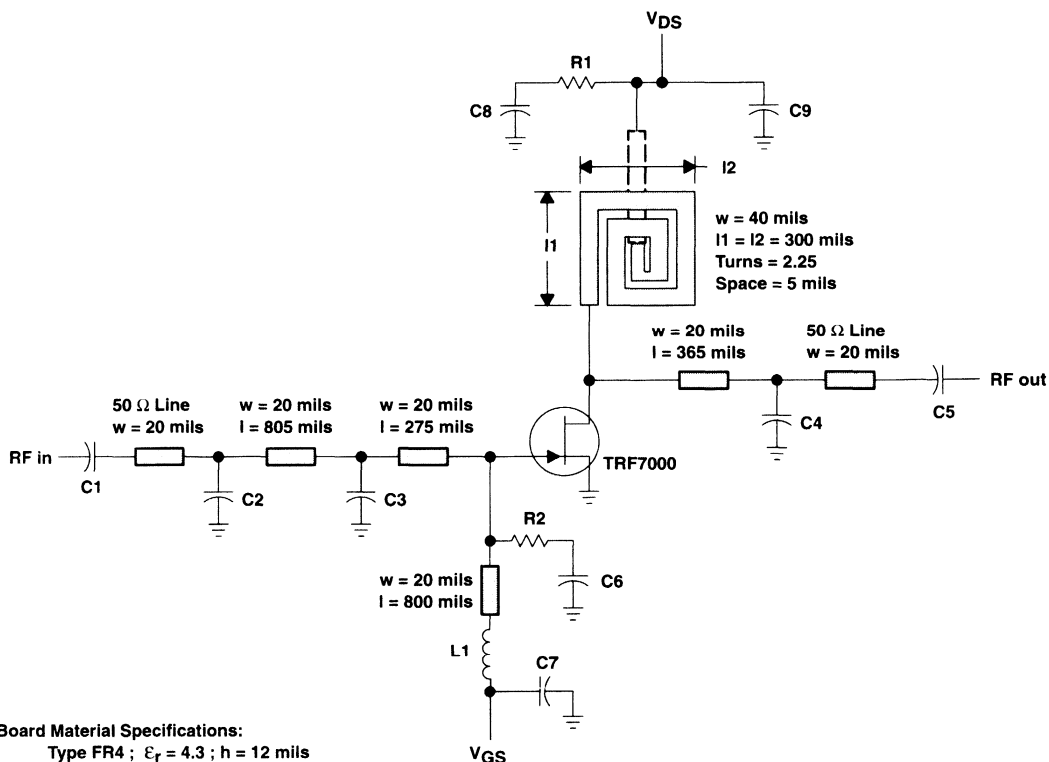 VDS
R1
C8
C9
l2
l1
w = 40 mils
l1 = l2 = 300 mils
Turns = 2.25
Space = 5 mils
w = 20 mils
l = 365 mils
50 Ω Line
w = 20 mils
RF out
C5
C4
50 Ω Line
w = 20 mils
w = 20 mils
l = 805 mils
w = 20 mils
l = 275 mils
RF in
C1
C2
C3
TRF7000
R2
C6
w = 20 mils
l = 800 mils
L1
C7
VGS
Board Material Specifications:
Type FR4 ; εr = 4.3 ; h = 12 mils